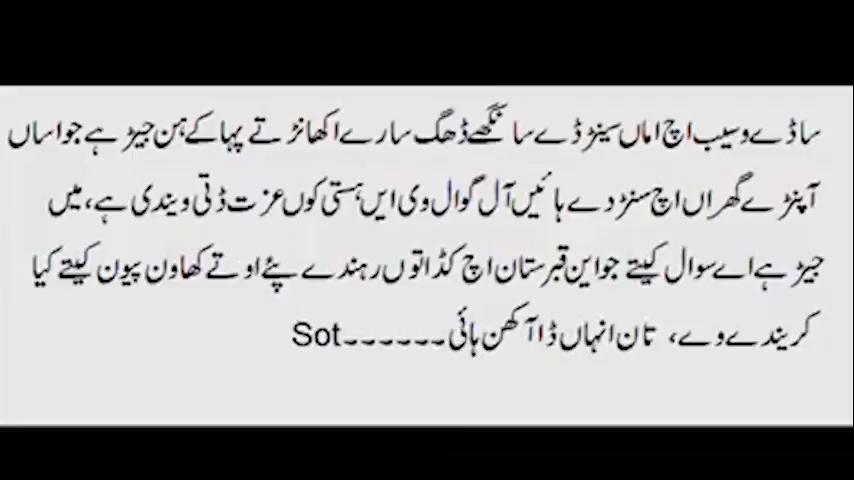 ساڈے وسیب اچ اماں سینڑ ڈے سانگھے ڈھگ سارے اکھانڑ تے پہاکے ہن جیڑ ہے جو اساں
آپنڑے گھراں اچ سنڑ دے ہائیں آل گوال وی ایں ہستی کوں عزت ڈتی ویندی ہے، میں
جیڑ ہے اے سوال کیتے جو این قبرستان اچ کڈاتوں رہندے پئے او تے کھاون پیون کیتے کیا
کریندے وے، تان انہاں ڈا آکھن ہائی ------Sot